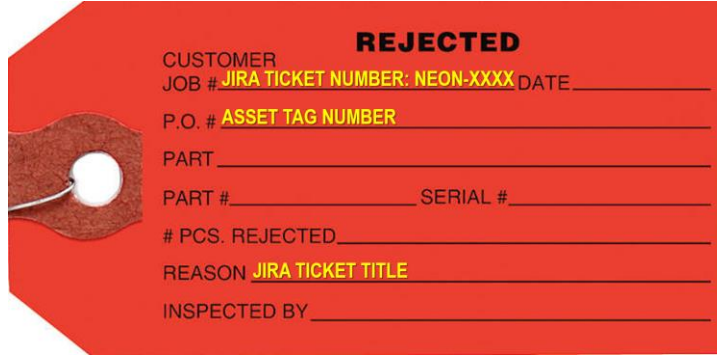 REJECTED
CUSTOMER
JOB # JIRA TICKET NUMBER: NEON-XXXX DATE
P.O. # ASSET TAG NUMBER
PART
PART # SERIAL #
# PCS. REJECTED
REASON JIRA TICKET TITLE
INSPECTED BY